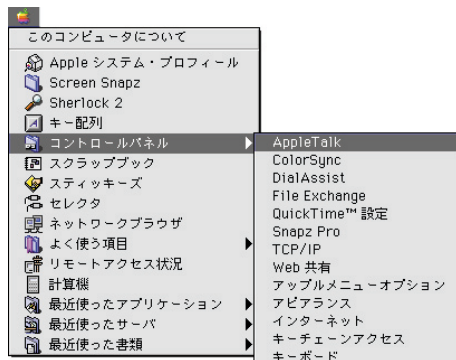 このコンピュータについて
Apple システム・プロフィール
Screen Snapz
Sherlock 2
キー配列
コントロールパネル
スクラップブック
スティッキーズ
セレクタ
ネットワークブラウザ
よく使う項目
リモートアクセス状況
計算機
最近使ったアプリケーション
最近使ったサーバ
最近使った書類
AppleTalk
ColorSync
DialAssist
File Exchange
QuickTime™ 設定
Snapz Pro
TCP/IP
Web 共有
アップルメニューオプション
アピアランス
インターネット
キーチェーンアクセス
キーボード